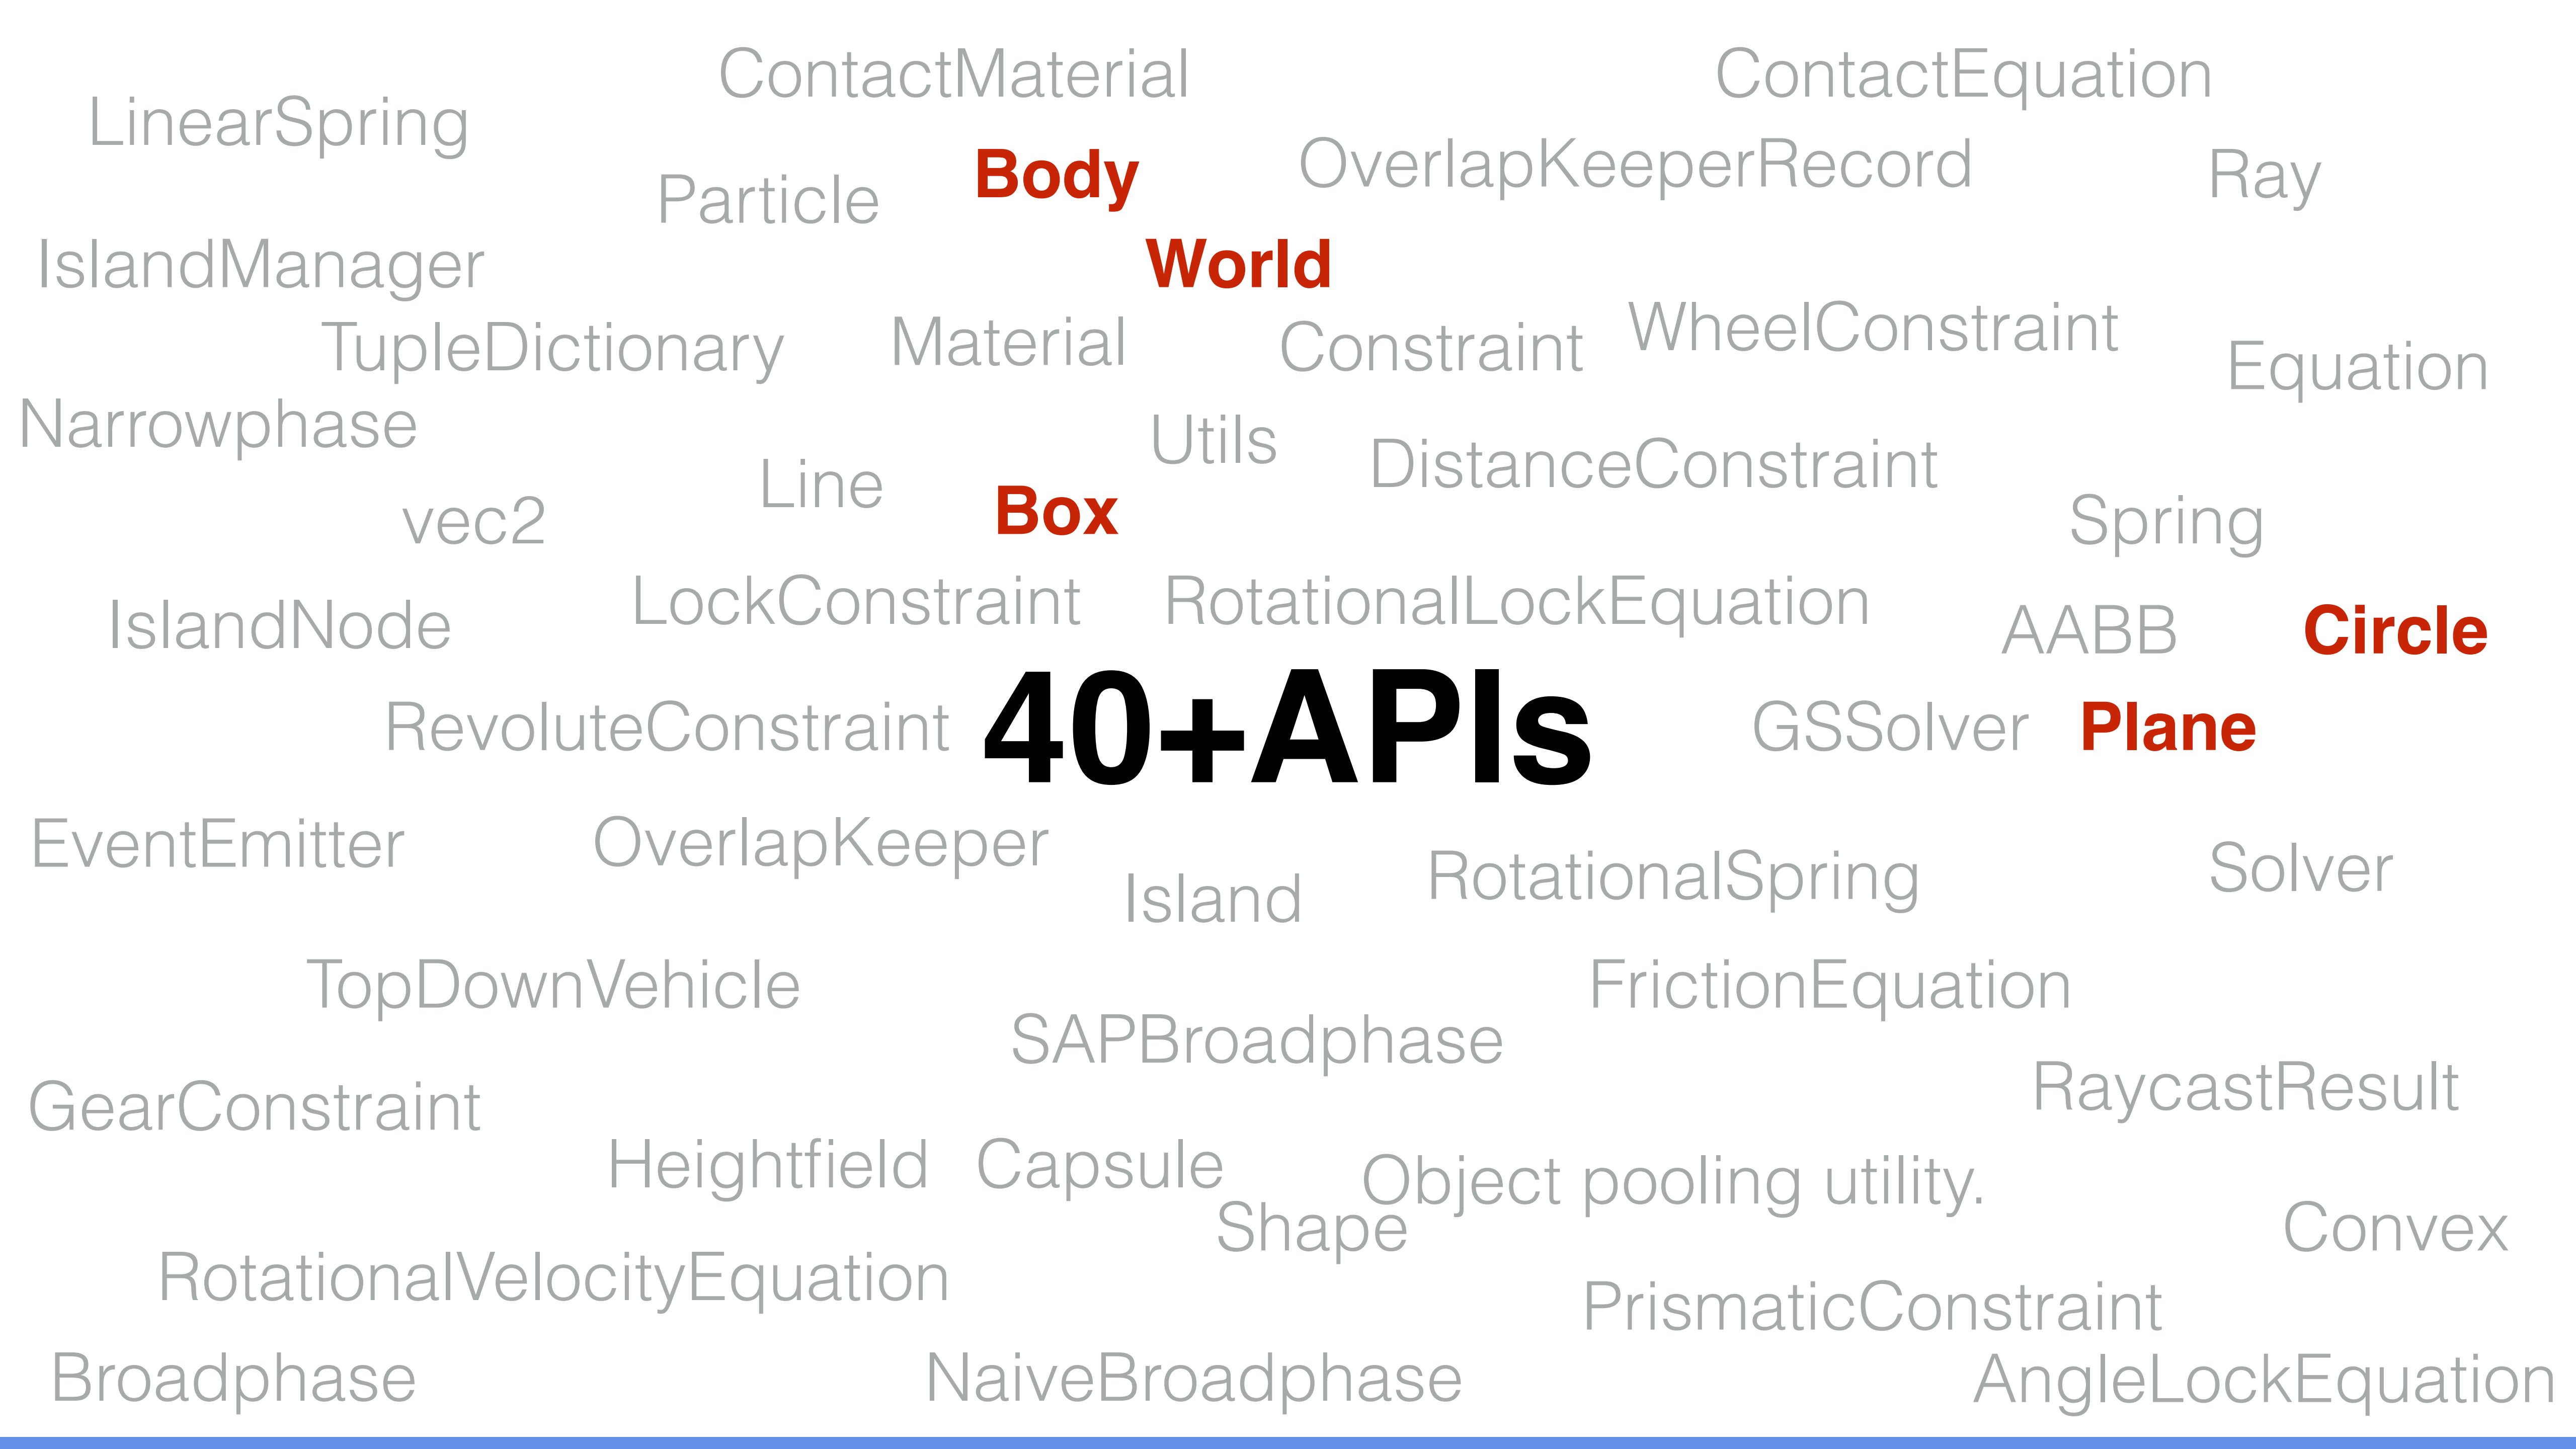 ContactMaterial
ContactEquation
LinearSpring
Body
OverlapKeeperRecord
Ray
Particle
IslandManager
World
TupleDictionary
Material
Constraint
WheelConstraint
Equation
Narrowphase
Utils
DistanceConstraint
Line
Box
vec2
Spring
LockConstraint
RotationalLockEquation
IslandNode
AABB
Circle
RevoluteConstraint
40+APIs
GSSolver
Plane
EventEmitter
OverlapKeeper
Island
RotationalSpring
Solver
TopDownVehicle
FrictionEquation
SAPBroadphase
GearConstraint
RaycastResult
Heightfield
Capsule
Object pooling utility.
Shape
Convex
RotationalVelocityEquation
PrismaticConstraint
Broadphase
NaiveBroadphase
AngleLockEquation